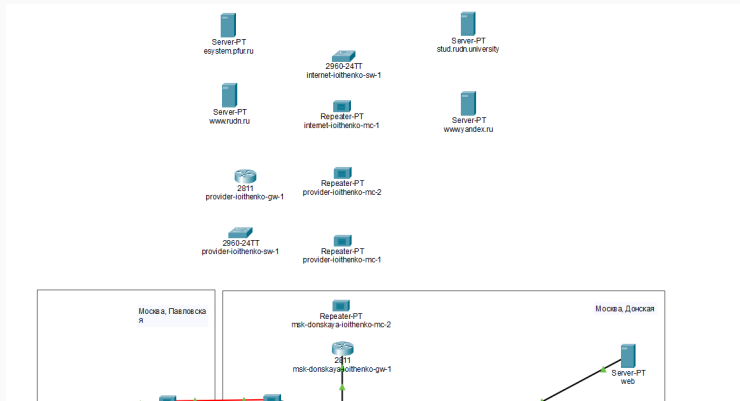 Server-PT
esystem.pfur.ru
Server-PT
stud.rudn.university
2960-24TT
internet-ioithenko-sw-1
Server-PT
www.rudn.ru
Repeater-PT
internet-ioithenko-mc-1
Server-PT
www.yandex.ru
2811
provider-ioithenko-gw-1
Repeater-PT
provider-ioithenko-mc-2
2960-24TT
provider-ioithenko-sw-1
Repeater-PT
provider-ioithenko-mc-1
Москва, Павловска
я
Москва, Донская
Repeater-PT
msk-donskaya-ioithenko-mc-2
2811
msk-donskaya-ioithenko-gw-1
Server-PT
web